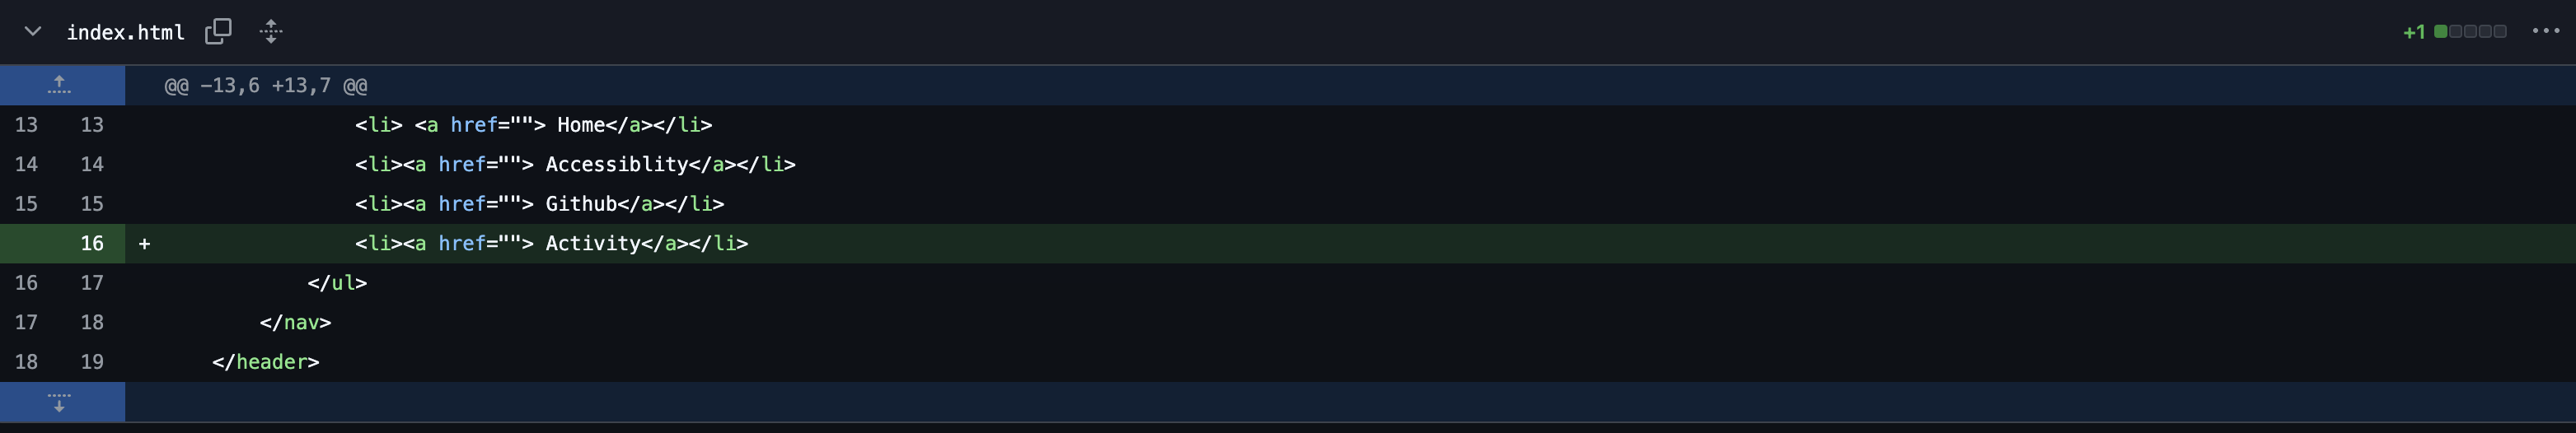 index.html +1
@@ -13,6 +13,7 @@
13 13 <li> <a href=""> Home</a></li>
14 14 <li><a href=""> Accessiblity</a></li>
15 15 <li><a href=""> Github</a></li>
16 + <li><a href=""> Activity</a></li>
16 17 </ul>
17 18 </nav>
18 19 </header>